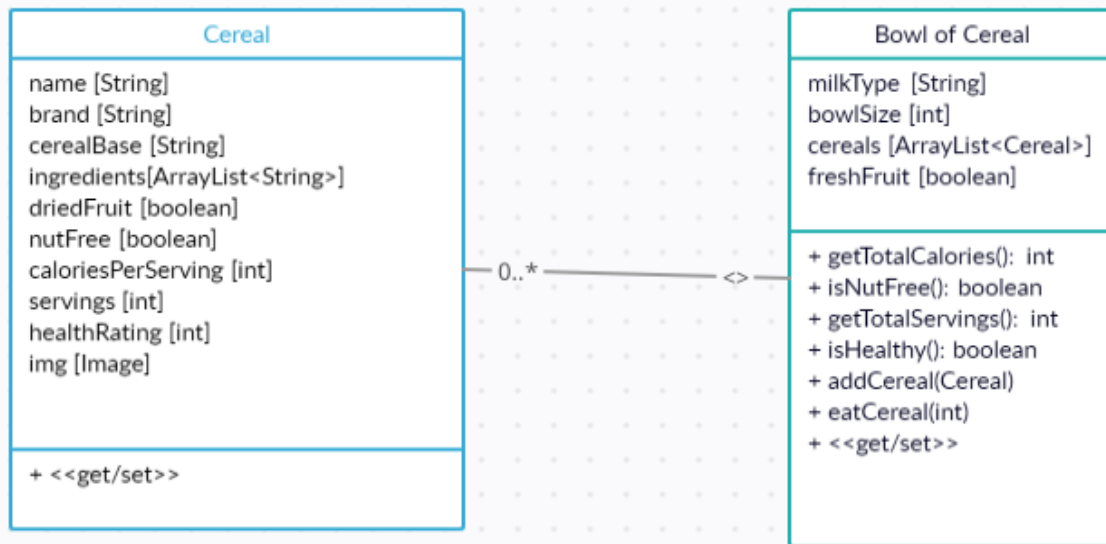 Cereal
name [String]
brand [String]
cerealBase [String]
ingredients[ArrayList<String>]
driedFruit [boolean]
nutFree [boolean]
caloriesPerServing [int]
servings [int]
healthRating [int]
img [Image]
+ <<get/set>>
0..*
<>
Bowl of Cereal
milkType [String]
bowlSize [int]
cereals [ArrayList<Cereal>]
freshFruit [boolean]
+ getTotalCalories(): int
+ isNutFree(): boolean
+ getTotalServings(): int
+ isHealthy(): boolean
+ addCereal(Cereal)
+ eatCereal(int)
+ <<get/set>>